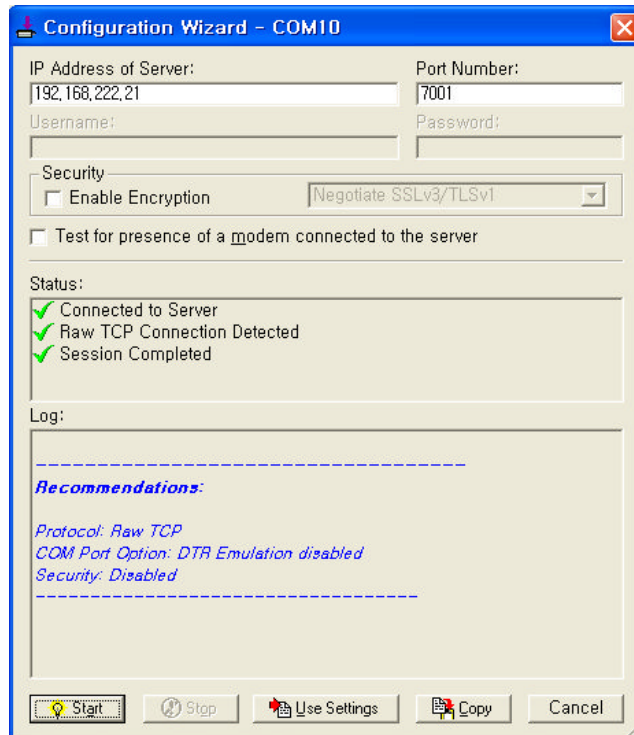 Configuration Wizard - COM10
IP Address of Server:
Port Number:
192,168,222,21
7001
Username:
Password:
Security
Enable Encryption
Negotiate SSLv3/TLSv1
Test for presence of a modem connected to the server
Status:
Connected to Server
Raw TCP Connection Detected
Session Completed
Log:
------------------------------------
Recommendations:
Protocol: Raw TCP
COM Port Option: DTR Emulation disabled
Security: Disabled
------------------------------------
Start
Stop
Use Settings
Copy
Cancel